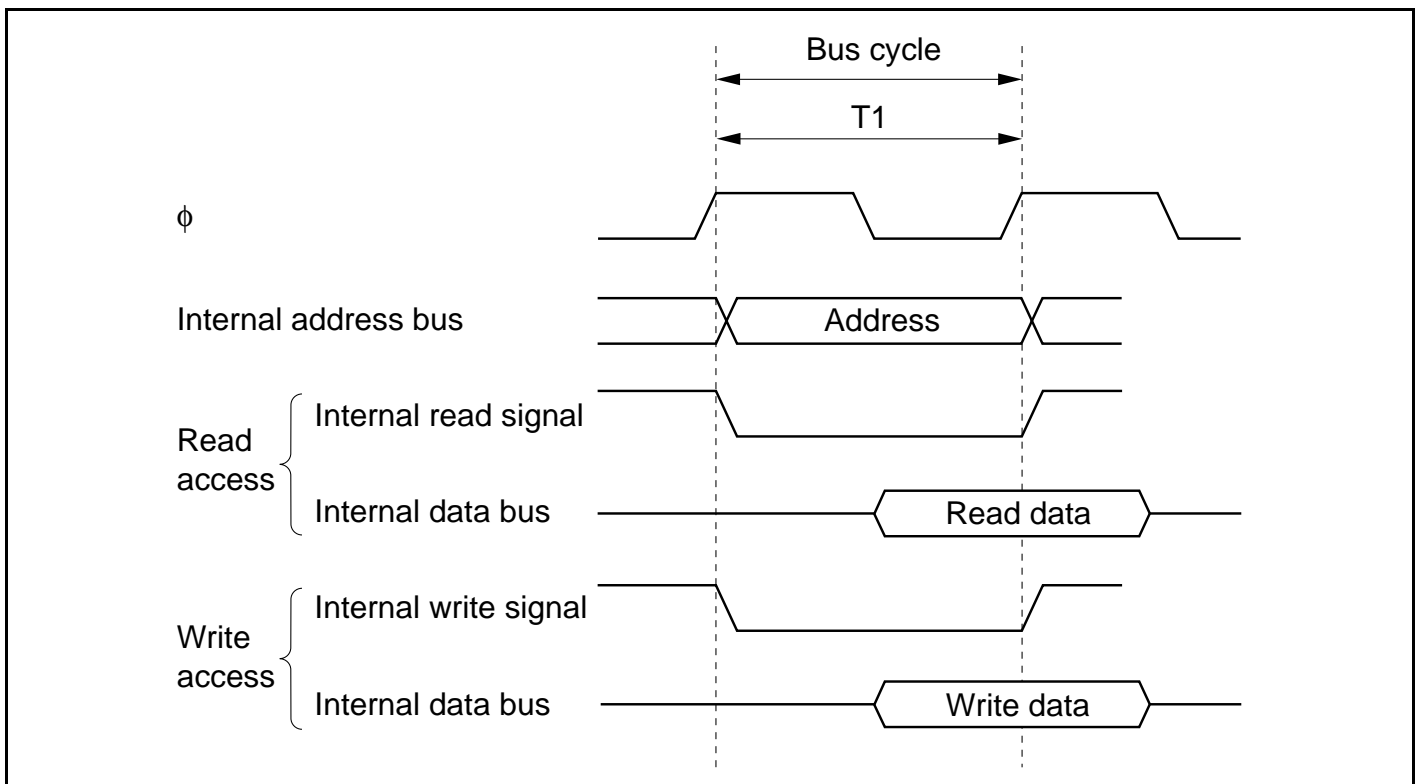 Bus cycle
T1
ϕ
Internal address bus
Address
Read
access
Internal read signal
Internal data bus
Read data
Write
access
Internal write signal
Internal data bus
Write data